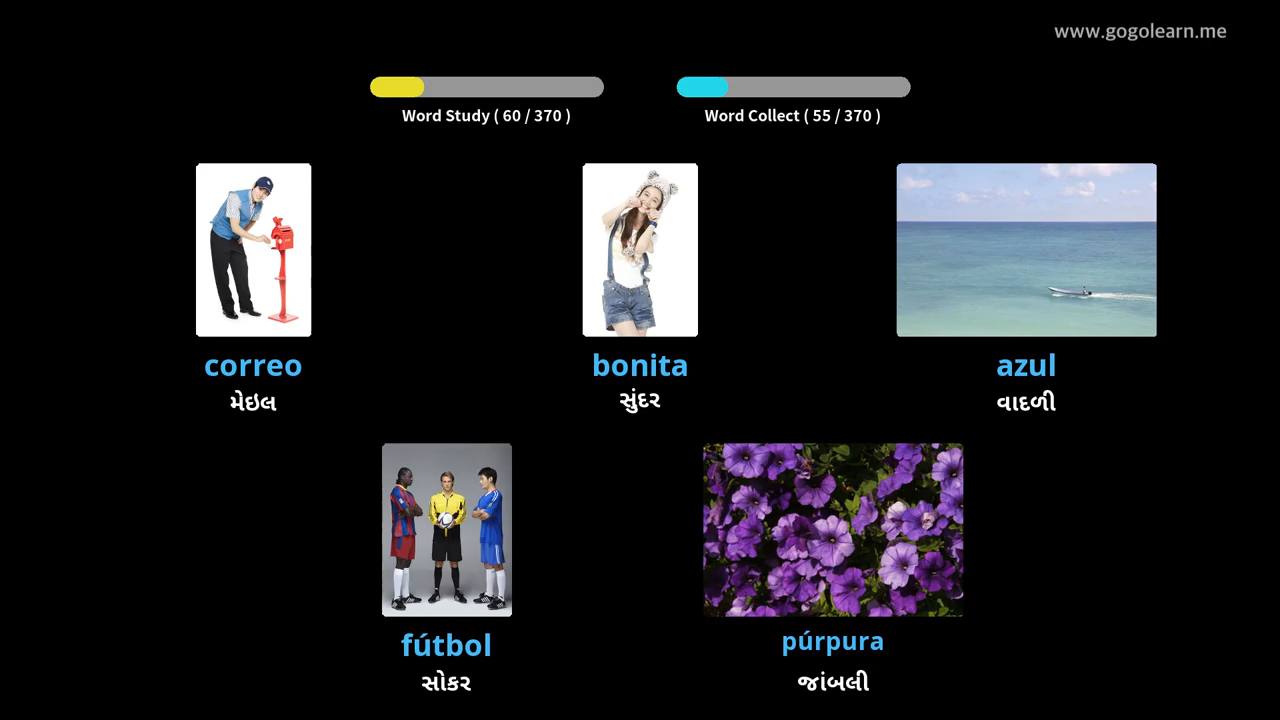 www.gogolearn.me
Word Study ( 60 / 370 )
Word Collect ( 55 / 370 )
correo
મેઇલ
bonita
સુંદર
azul
વાદળી
fútbol
સોકર
púrpura
જાંબલી